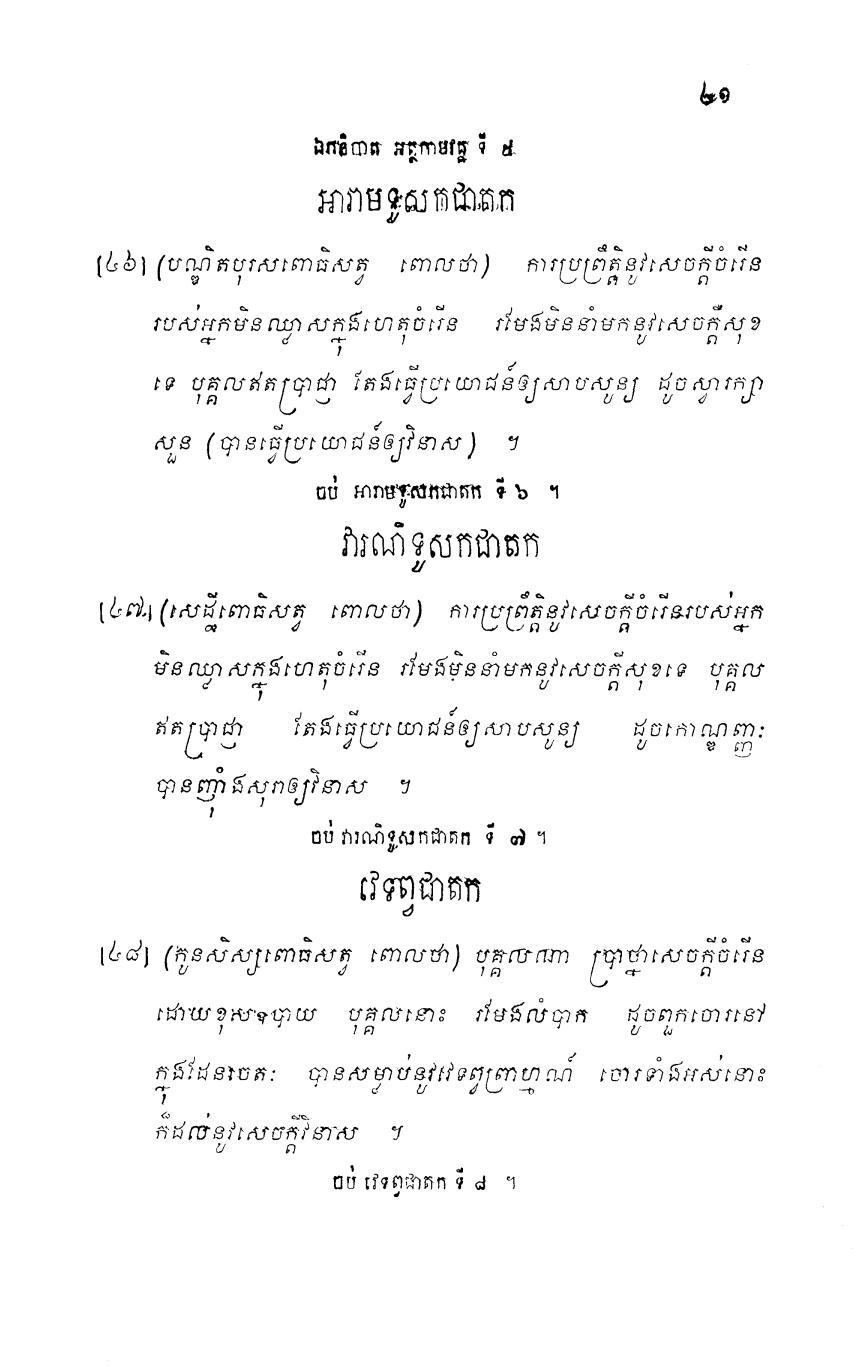 ២១
ឯកនិបាត អត្ថកាមវគ្គ ទី ៥
អារាមទូសកជាតក
[៤៦] (បណ្ឌិតបុរសពោធិសត្វ ពោលថា) ការប្រព្រឹត្តិនូវសេចក្តីចំរើន
របស់អ្នកមិនឈ្លាសក្នុងហេតុចំរើន រមែងមិននាំមកនូវសេចក្តីសុខ
ទេ បុគ្គលឥតប្រាជ្ញា តែងធ្វើប្រយោជន៍ឲ្យសាបសូន្យ ដូចស្វារក្សា
សួន (បានធ្វើប្រយោជន៍ឲ្យវិនាស) ។
ចប់ អារាមទូសកជាតក ទី ៦ ។
វារណិទូសកជាតក
[៤៧] (សេដ្ឋីពោធិសត្វ ពោលថា) ការប្រព្រឹត្តិនូវសេចក្តីចំរើនរបស់អ្នក
មិនឈ្លាសក្នុងហេតុចំរើន រមែងមិននាំមកនូវសេចក្តីសុខទេ បុគ្គល
ឥតប្រាជ្ញា តែងធ្វើប្រយោជន៍ឲ្យសាបសូន្យ ដូចកោណ្ឌញ្ញៈ
បានញុំាងសុរាឲ្យវិនាស ។
ចប់ វារណិទូសកជាតក ទី ៧ ។
វេទព្វជាតក
[៤៨] (កូនសិស្សពោធិសត្វ ពោលថា) បុគ្គលណា ប្រាថ្នាសេចក្តីចំរើន
ដោយខុសឧបាយ បុគ្គលនោះ រមែងលំបាក ដូចពួកចោរនៅ
ក្នុងដែនចេតៈ បានសម្លាប់នូវវេទព្វព្រាហ្មណ៍ ចោរទាំងអស់នោះ
ក៏ដល់នូវសេចក្តីវិនាស ។
ចប់ វេទព្វជាតក ទី ៨ ។